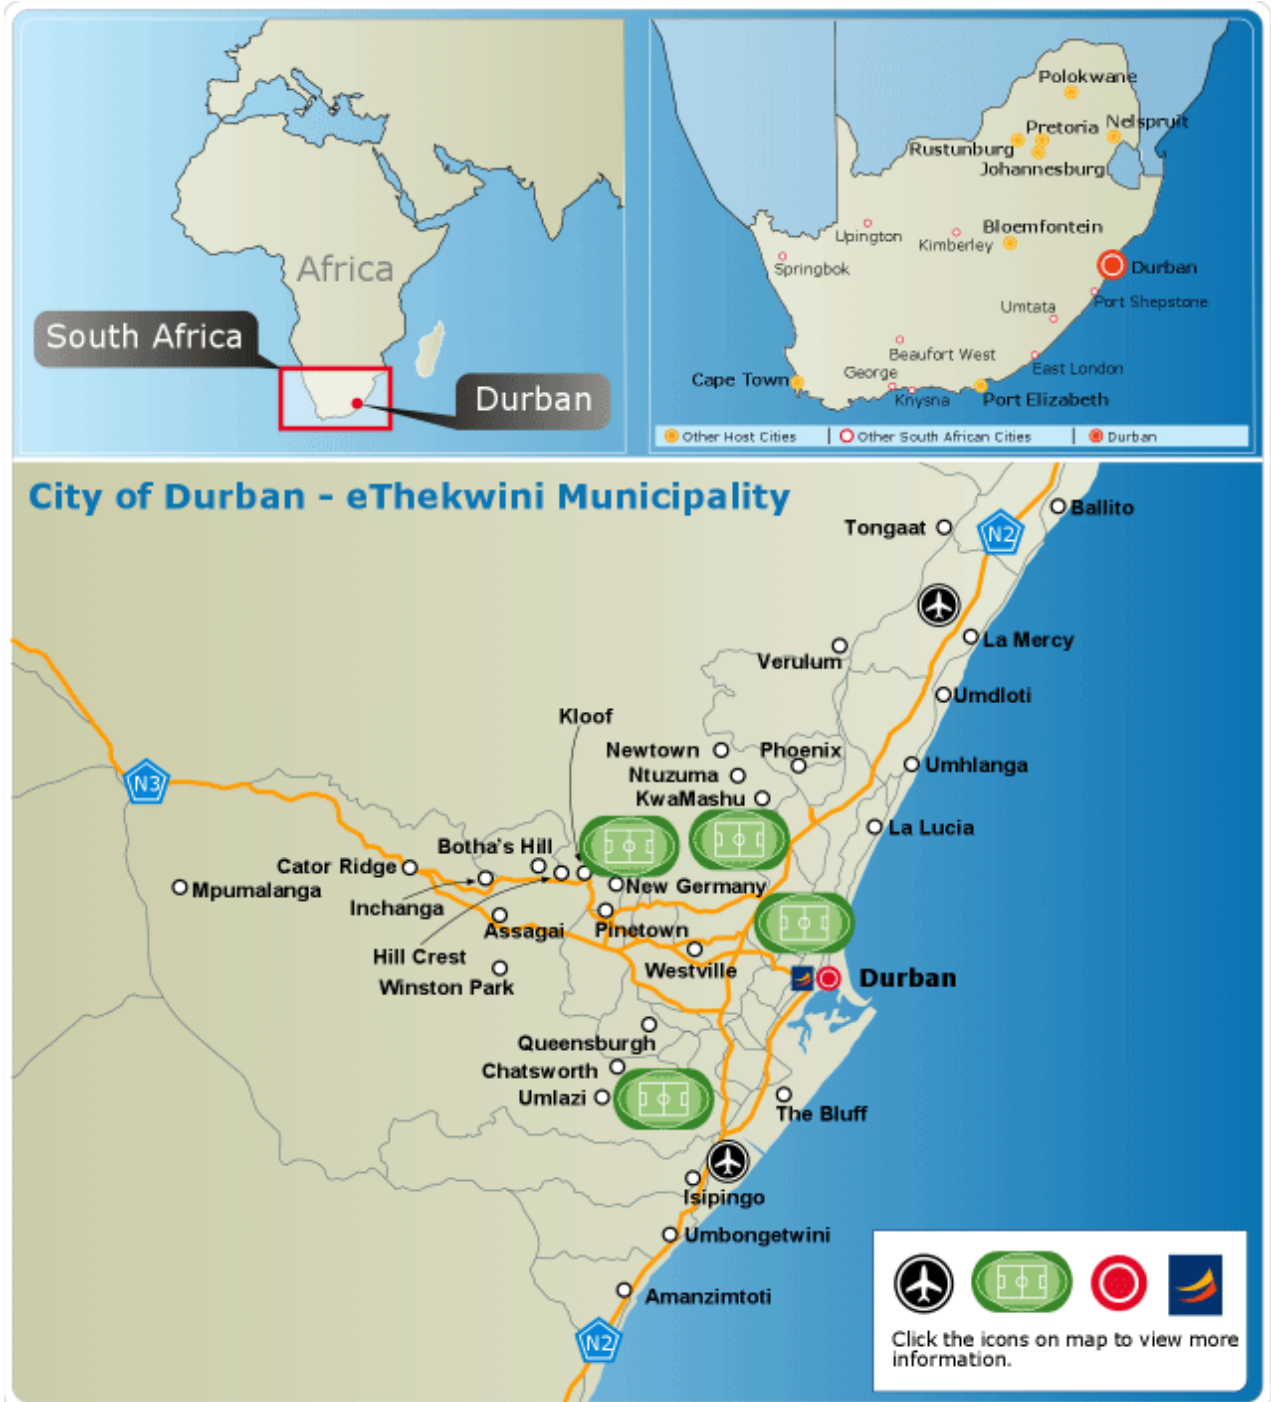 Africa
South Africa
Durban
Polokwane
Nelspruit
Pretoria
Rustunburg
Johannesburg
Bloemfontein
Upington
Kimberley
Springbok
Durban
Port Shepstone
Umtata
Beaufort West
East London
George
Cape Town
Knysna
Port Elizabeth
Other Host Cities | Other South African Cities | Durban
City of Durban - eThekwini Municipality
Ballito
Tongaat
N2
La Mercy
Verulum
Umdloti
Kloof
Newtown
Phoenix
Umhlanga
Ntuzuma
N3
KwaMashu
La Lucia
Botha's Hill
Cator Ridge
Mpumalanga
New Germany
Inchanga
Assagai
Pinetown
Hill Crest
Westville
Durban
Winston Park
Queensburgh
Chatsworth
Umlazi
The Bluff
Isipingo
Umbongetwini
Amanzimtoti
N2
Click the icons on map to view more
information.